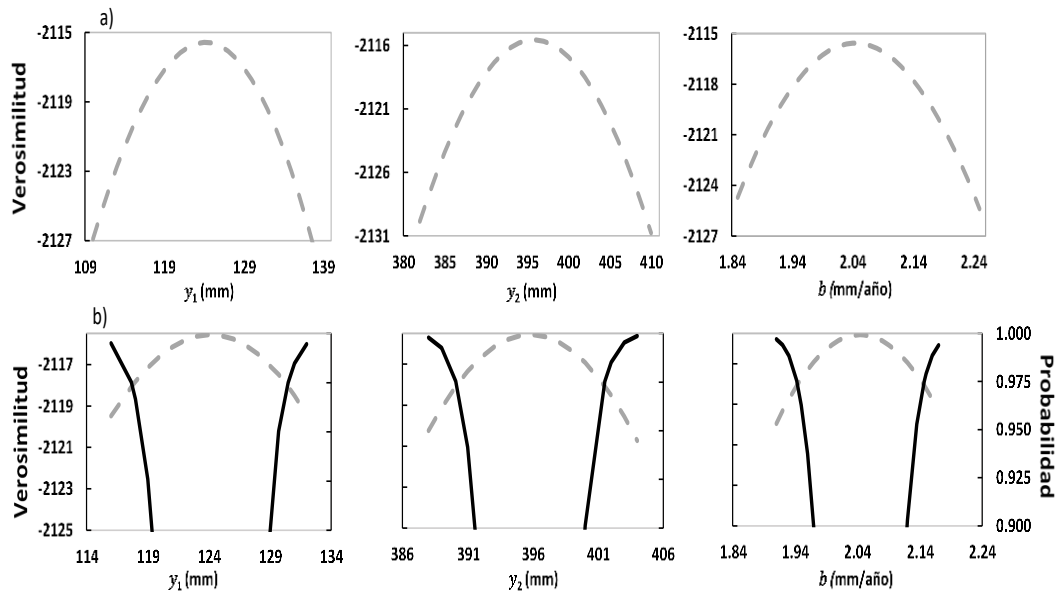 a)
Verosimilitud
-2115
-2119
-2123
-2127
109 119 129 139
y1 (mm)
-2116
-2121
-2126
-2131
380 385 390 395 400 405 410
y2 (mm)
-2115
-2118
-2121
-2124
-2127
1.84 1.94 2.04 2.14 2.24
b (mm/año)
b)
Verosimilitud
-2117
-2119
-2121
-2123
-2125
114 119 124 129 134
y1 (mm)
386 391 396 401 406
y2 (mm)
1.84 1.94 2.04 2.14 2.24
b (mm/año)
1.000
0.975
0.950
0.925
0.900
Probabilidad